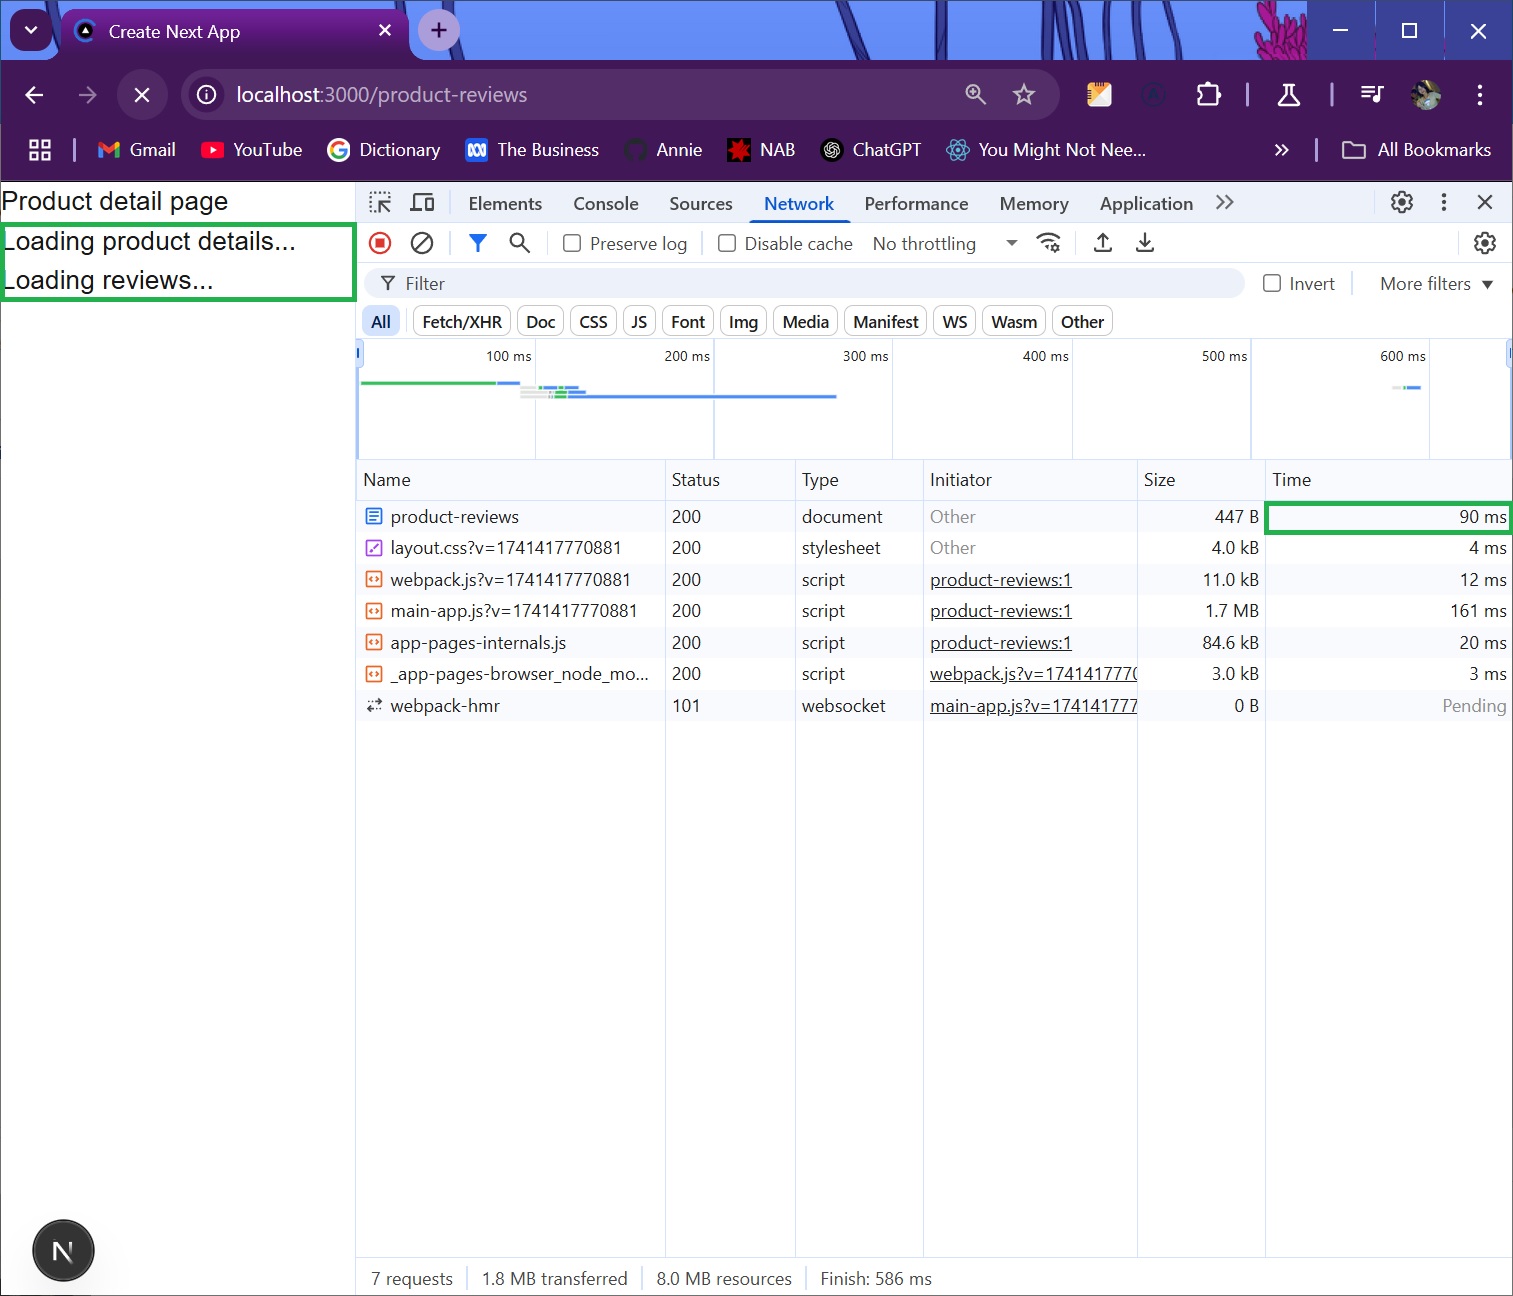 Create Next App
localhost:3000/product-reviews
Gmail YouTube Dictionary The Business Annie NAB ChatGPT You Might Not Nee... All Bookmarks
Product detail page
Loading product details...
Loading reviews...
Elements Console Sources Network Performance Memory Application
Preserve log Disable cache No throttling
Filter Invert More filters
All Fetch/XHR Doc CSS JS Font Img Media Manifest WS Wasm Other
100 ms 200 ms 300 ms 400 ms 500 ms 600 ms
Name Status Type Initiator Size Time
product-reviews 200 document Other 447 B 90 ms
layout.css?v=1741417770881 200 stylesheet Other 4.0 kB 4 ms
webpack.js?v=1741417770881 200 script product-reviews:1 11.0 kB 12 ms
main-app.js?v=1741417770881 200 script product-reviews:1 1.7 MB 161 ms
app-pages-internals.js 200 script product-reviews:1 84.6 kB 20 ms
_app-pages-browser_node_mo... 200 script webpack.js?v=1741417770 3.0 kB 3 ms
webpack-hmr 101 websocket main-app.js?v=174141777 0 B Pending
N
7 requests 1.8 MB transferred 8.0 MB resources Finish: 586 ms